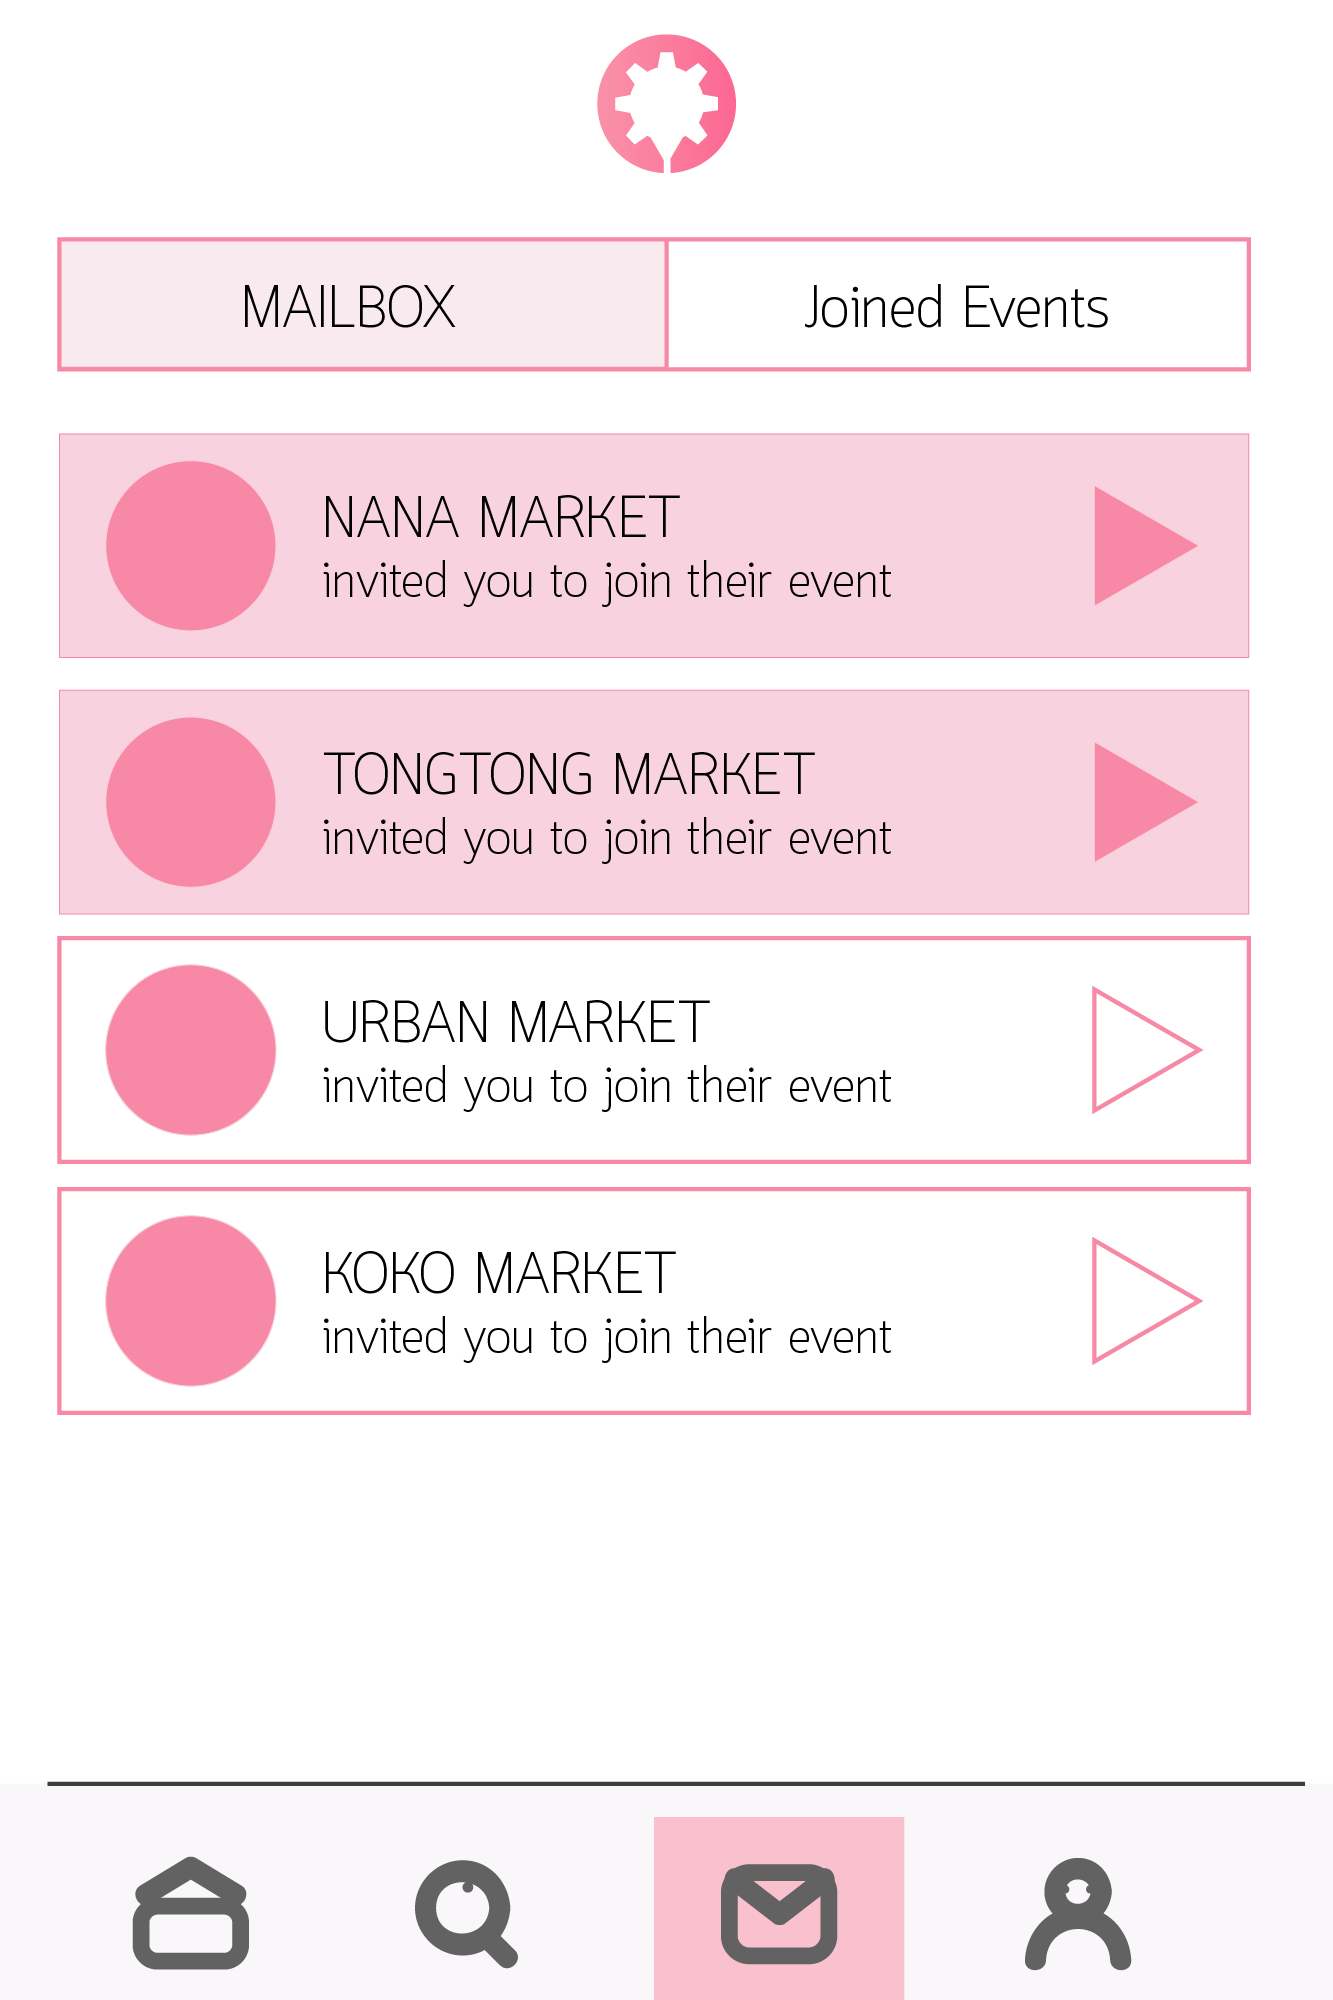 MAILBOX
Joined Events
NANA MARKET
invited you to join their event
TONGTONG MARKET
invited you to join their event
URBAN MARKET
invited you to join their event
KOKO MARKET
invited you to join their event